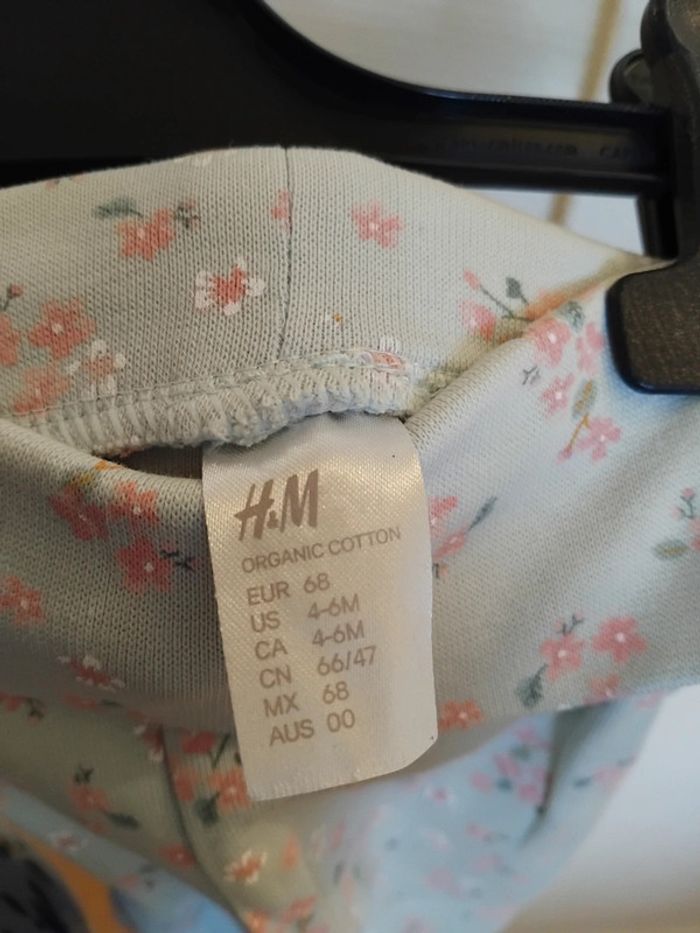 H&M
ORGANIC COTTON
EUR 68
US 4-6M
CA 4-6M
CN 66/47
MX 68
AUS 00